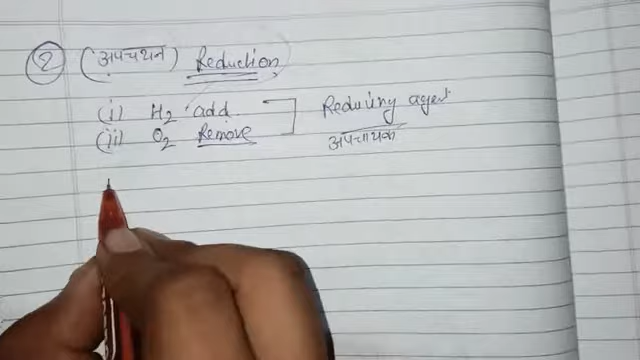 ② (अपचयन) Reduction
(i) H₂ add
(ii) O₂ Remove
Reducing agent
अपचायक